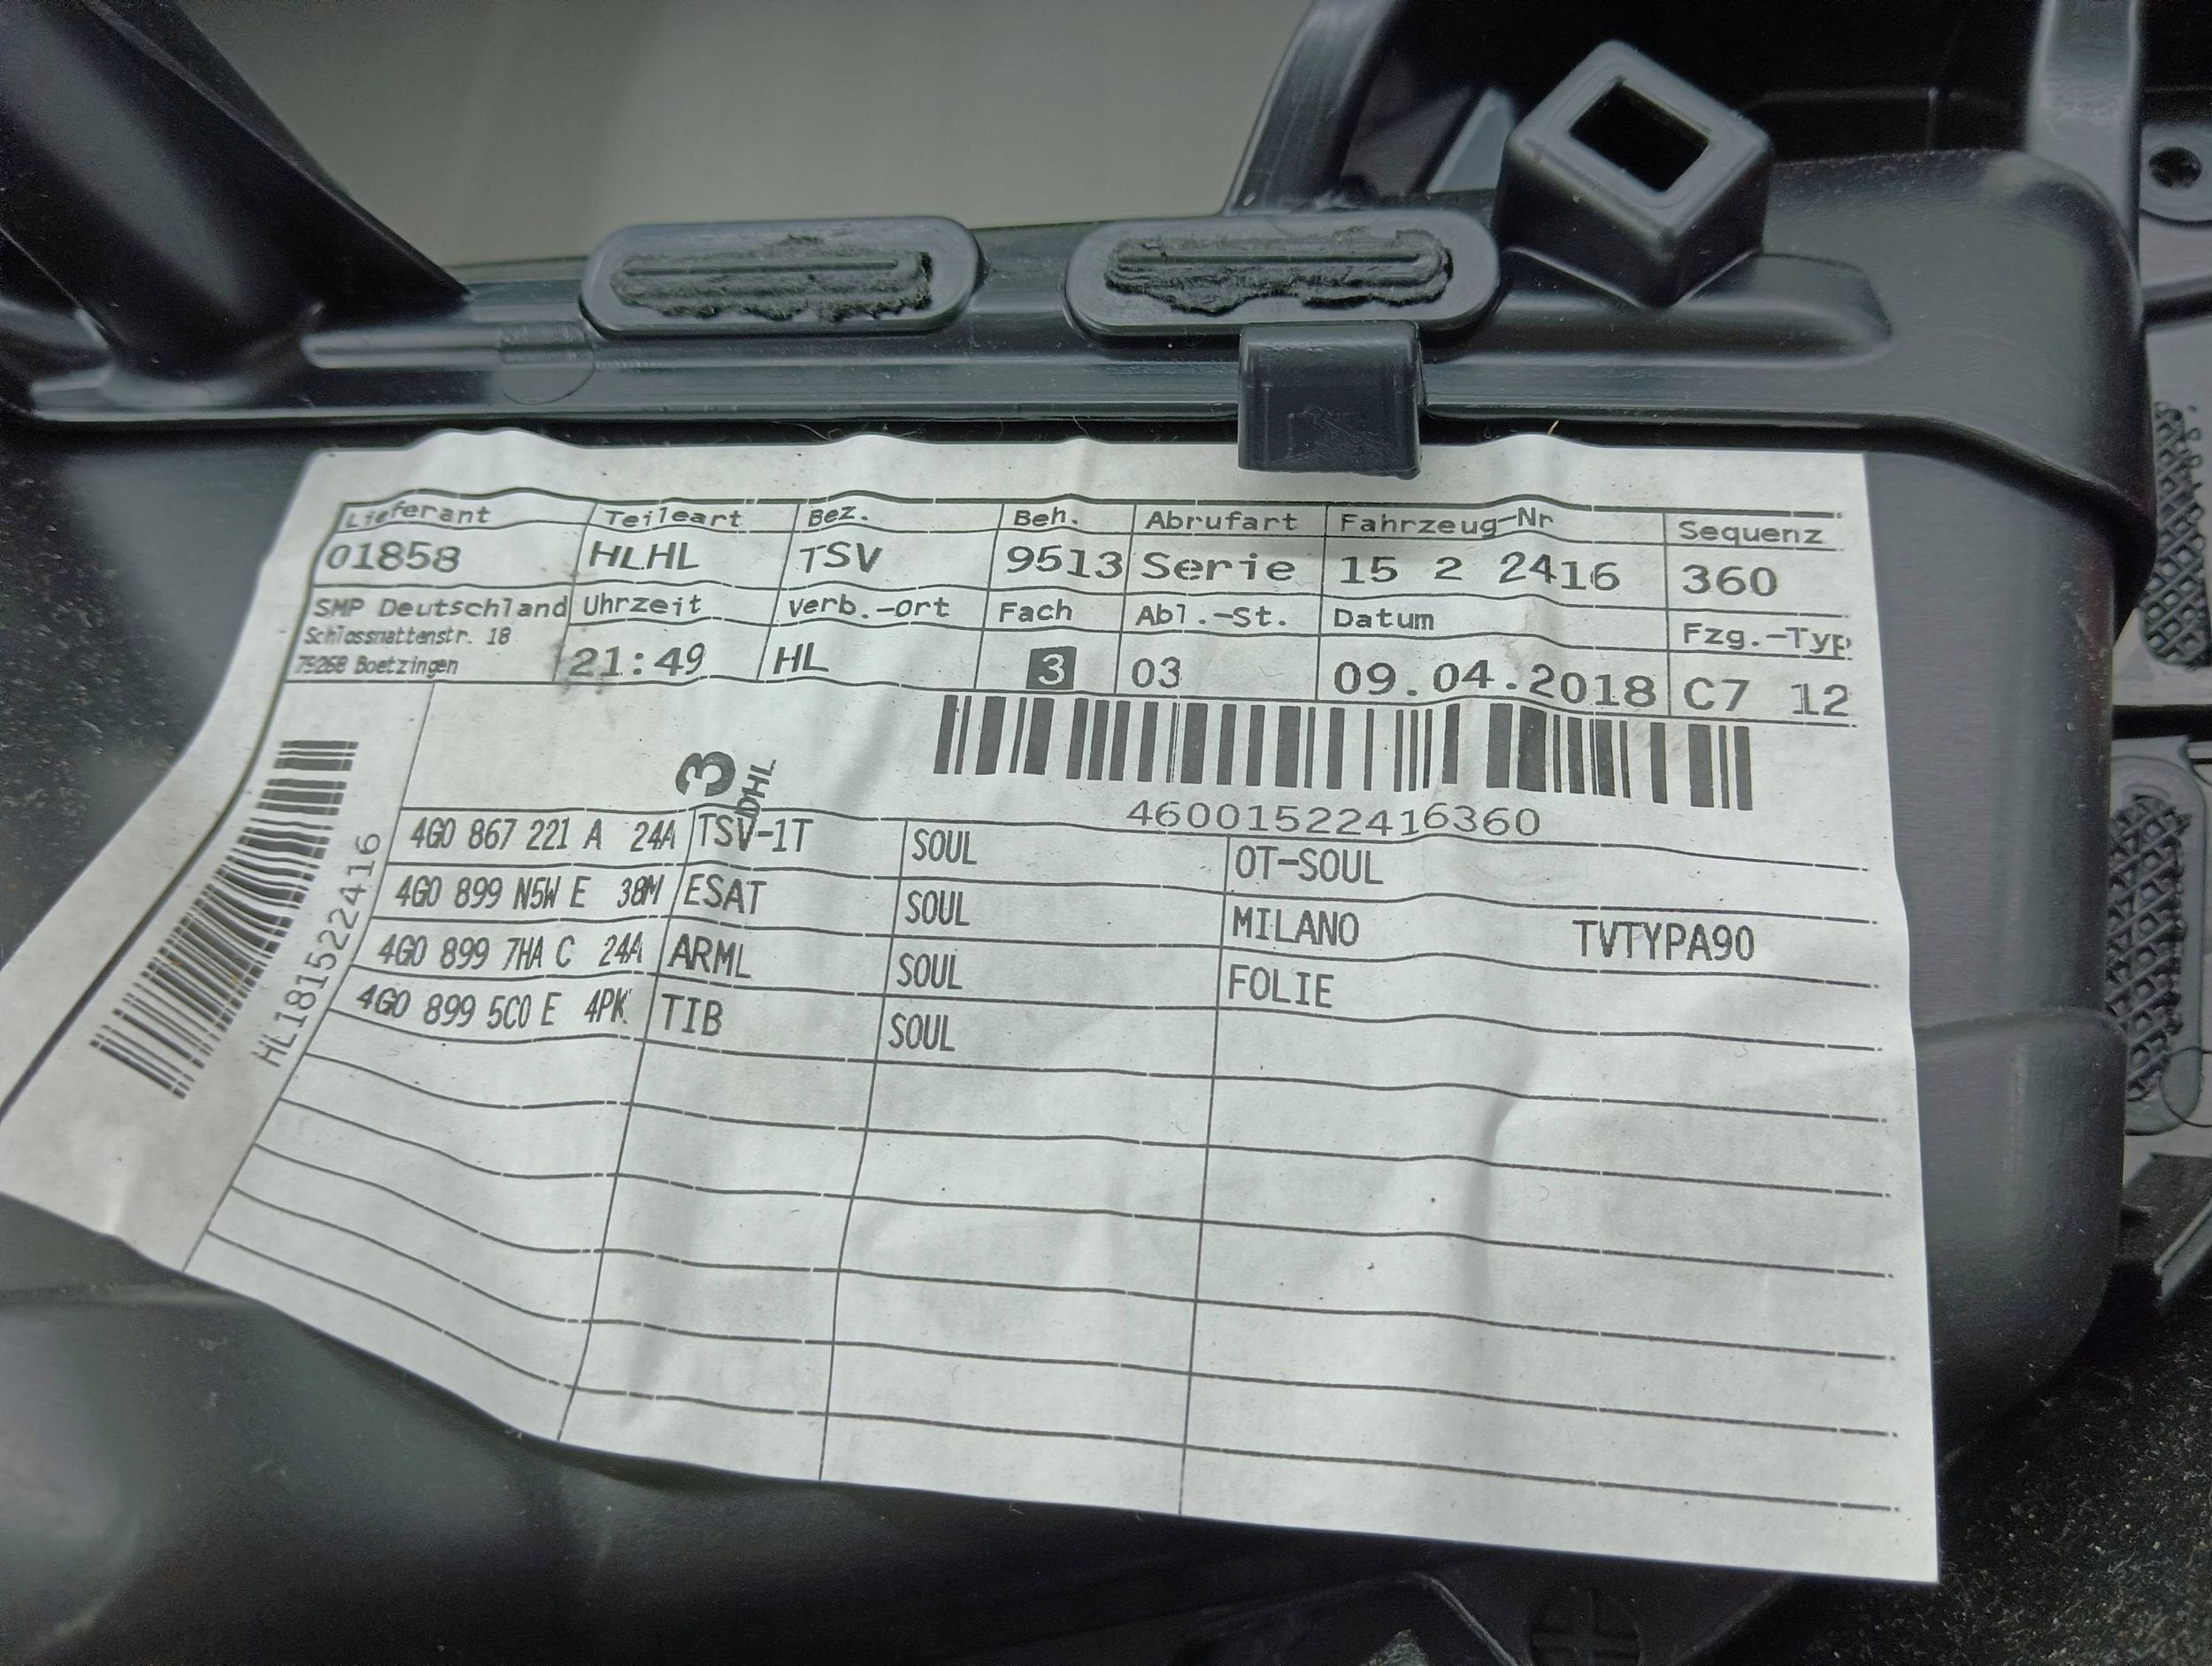 Lieferant Teileart Bez. Beh. Abrufart Fahrzeug-Nr Sequenz
01858 HLHL TSV 9513 Serie 15 2 2416 360
SMP Deutschland Uhrzeit Verb.-ort Fach Abl.-St. Datum Fzg.-Typ
Schlossmattenstr. 18
79268 Boetzingen 21:49 HL 3 03 09.04.2018 C7 12
3
DHL
46001522416360
HL18152 2416
4G0 867 221 A 24A TSV-1T SOUL OT-SOUL
4G0 899 N5W E 38M ESAT SOUL MILANO TVTYPA90
4G0 899 7HA C 24A ARML SOUL FOLIE
4G0 899 5C0 E 4PK TIB SOUL